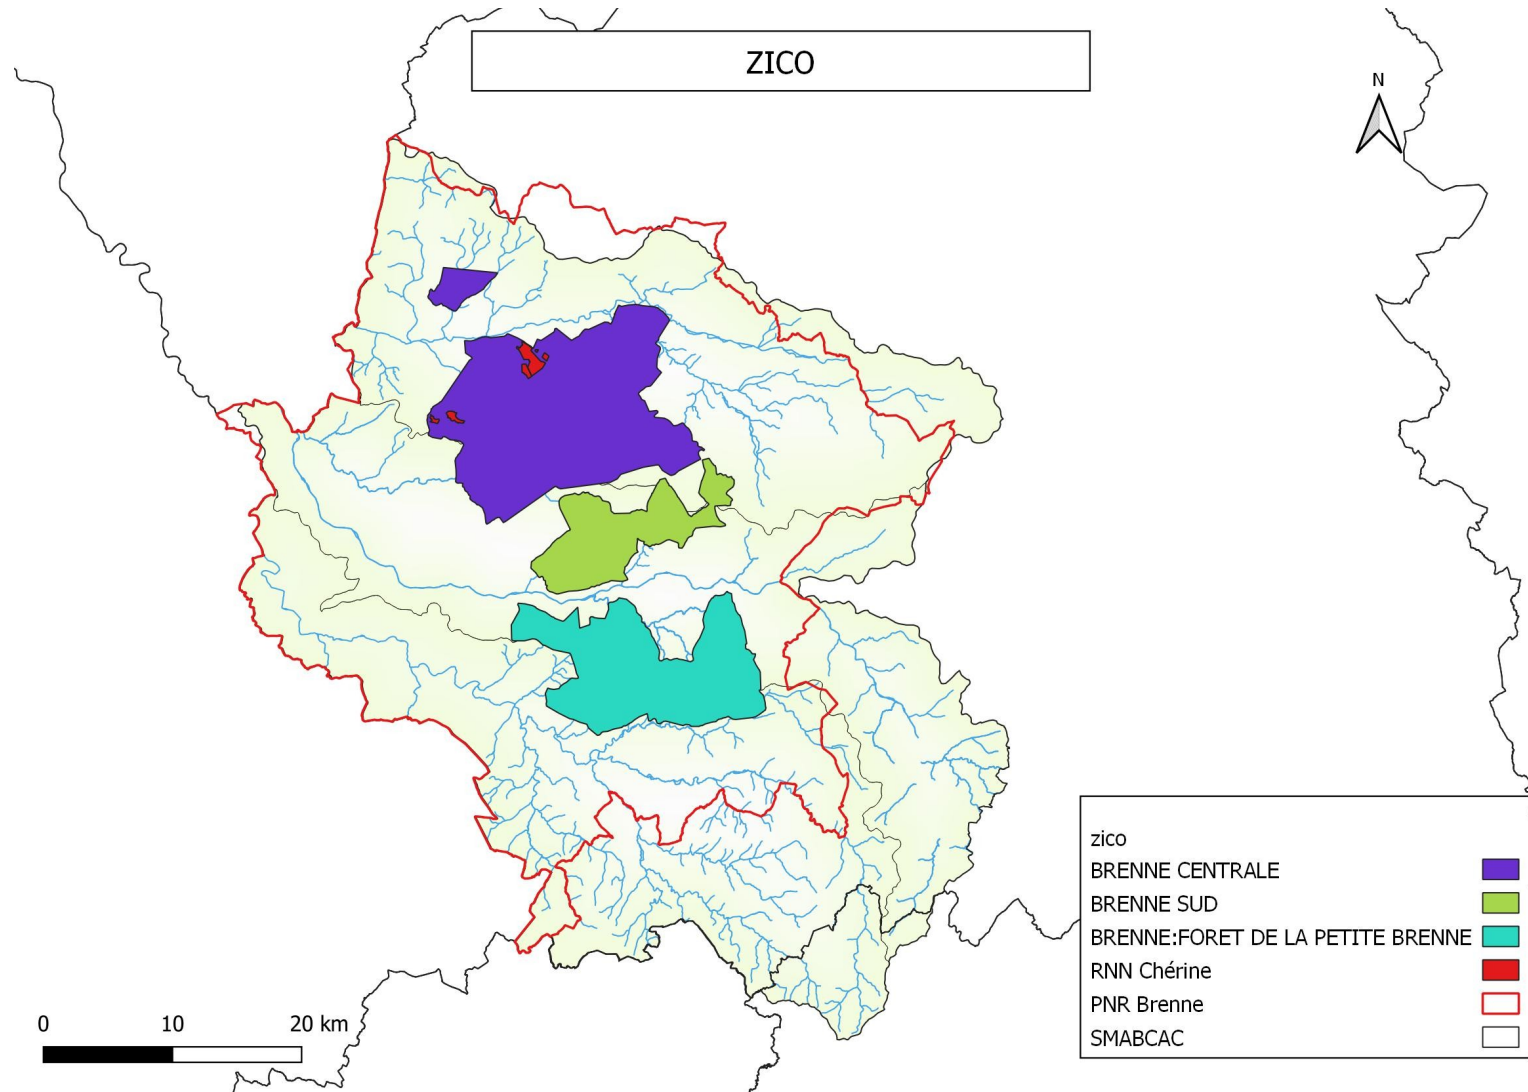 ZICO
N
zico
BRENNE CENTRALE
BRENNE SUD
BRENNE:FORET DE LA PETITE BRENNE
RNN Chérine
PNR Brenne
SMABCAC
0 10 20 km